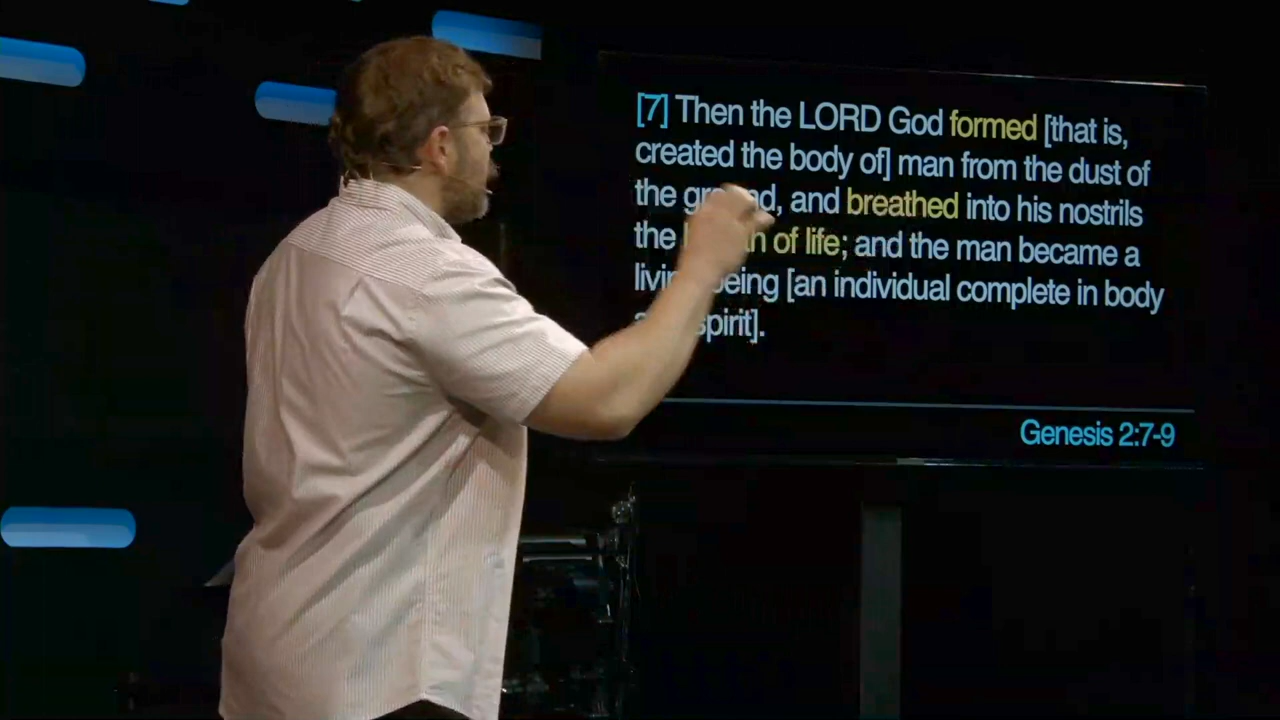 [7] Then the LORD God formed [that is,
created the body of] man from the dust of
the ground, and breathed into his nostrils
the of life; and the man became a
living being [an individual complete in body
spirit].
Genesis 2:7-9